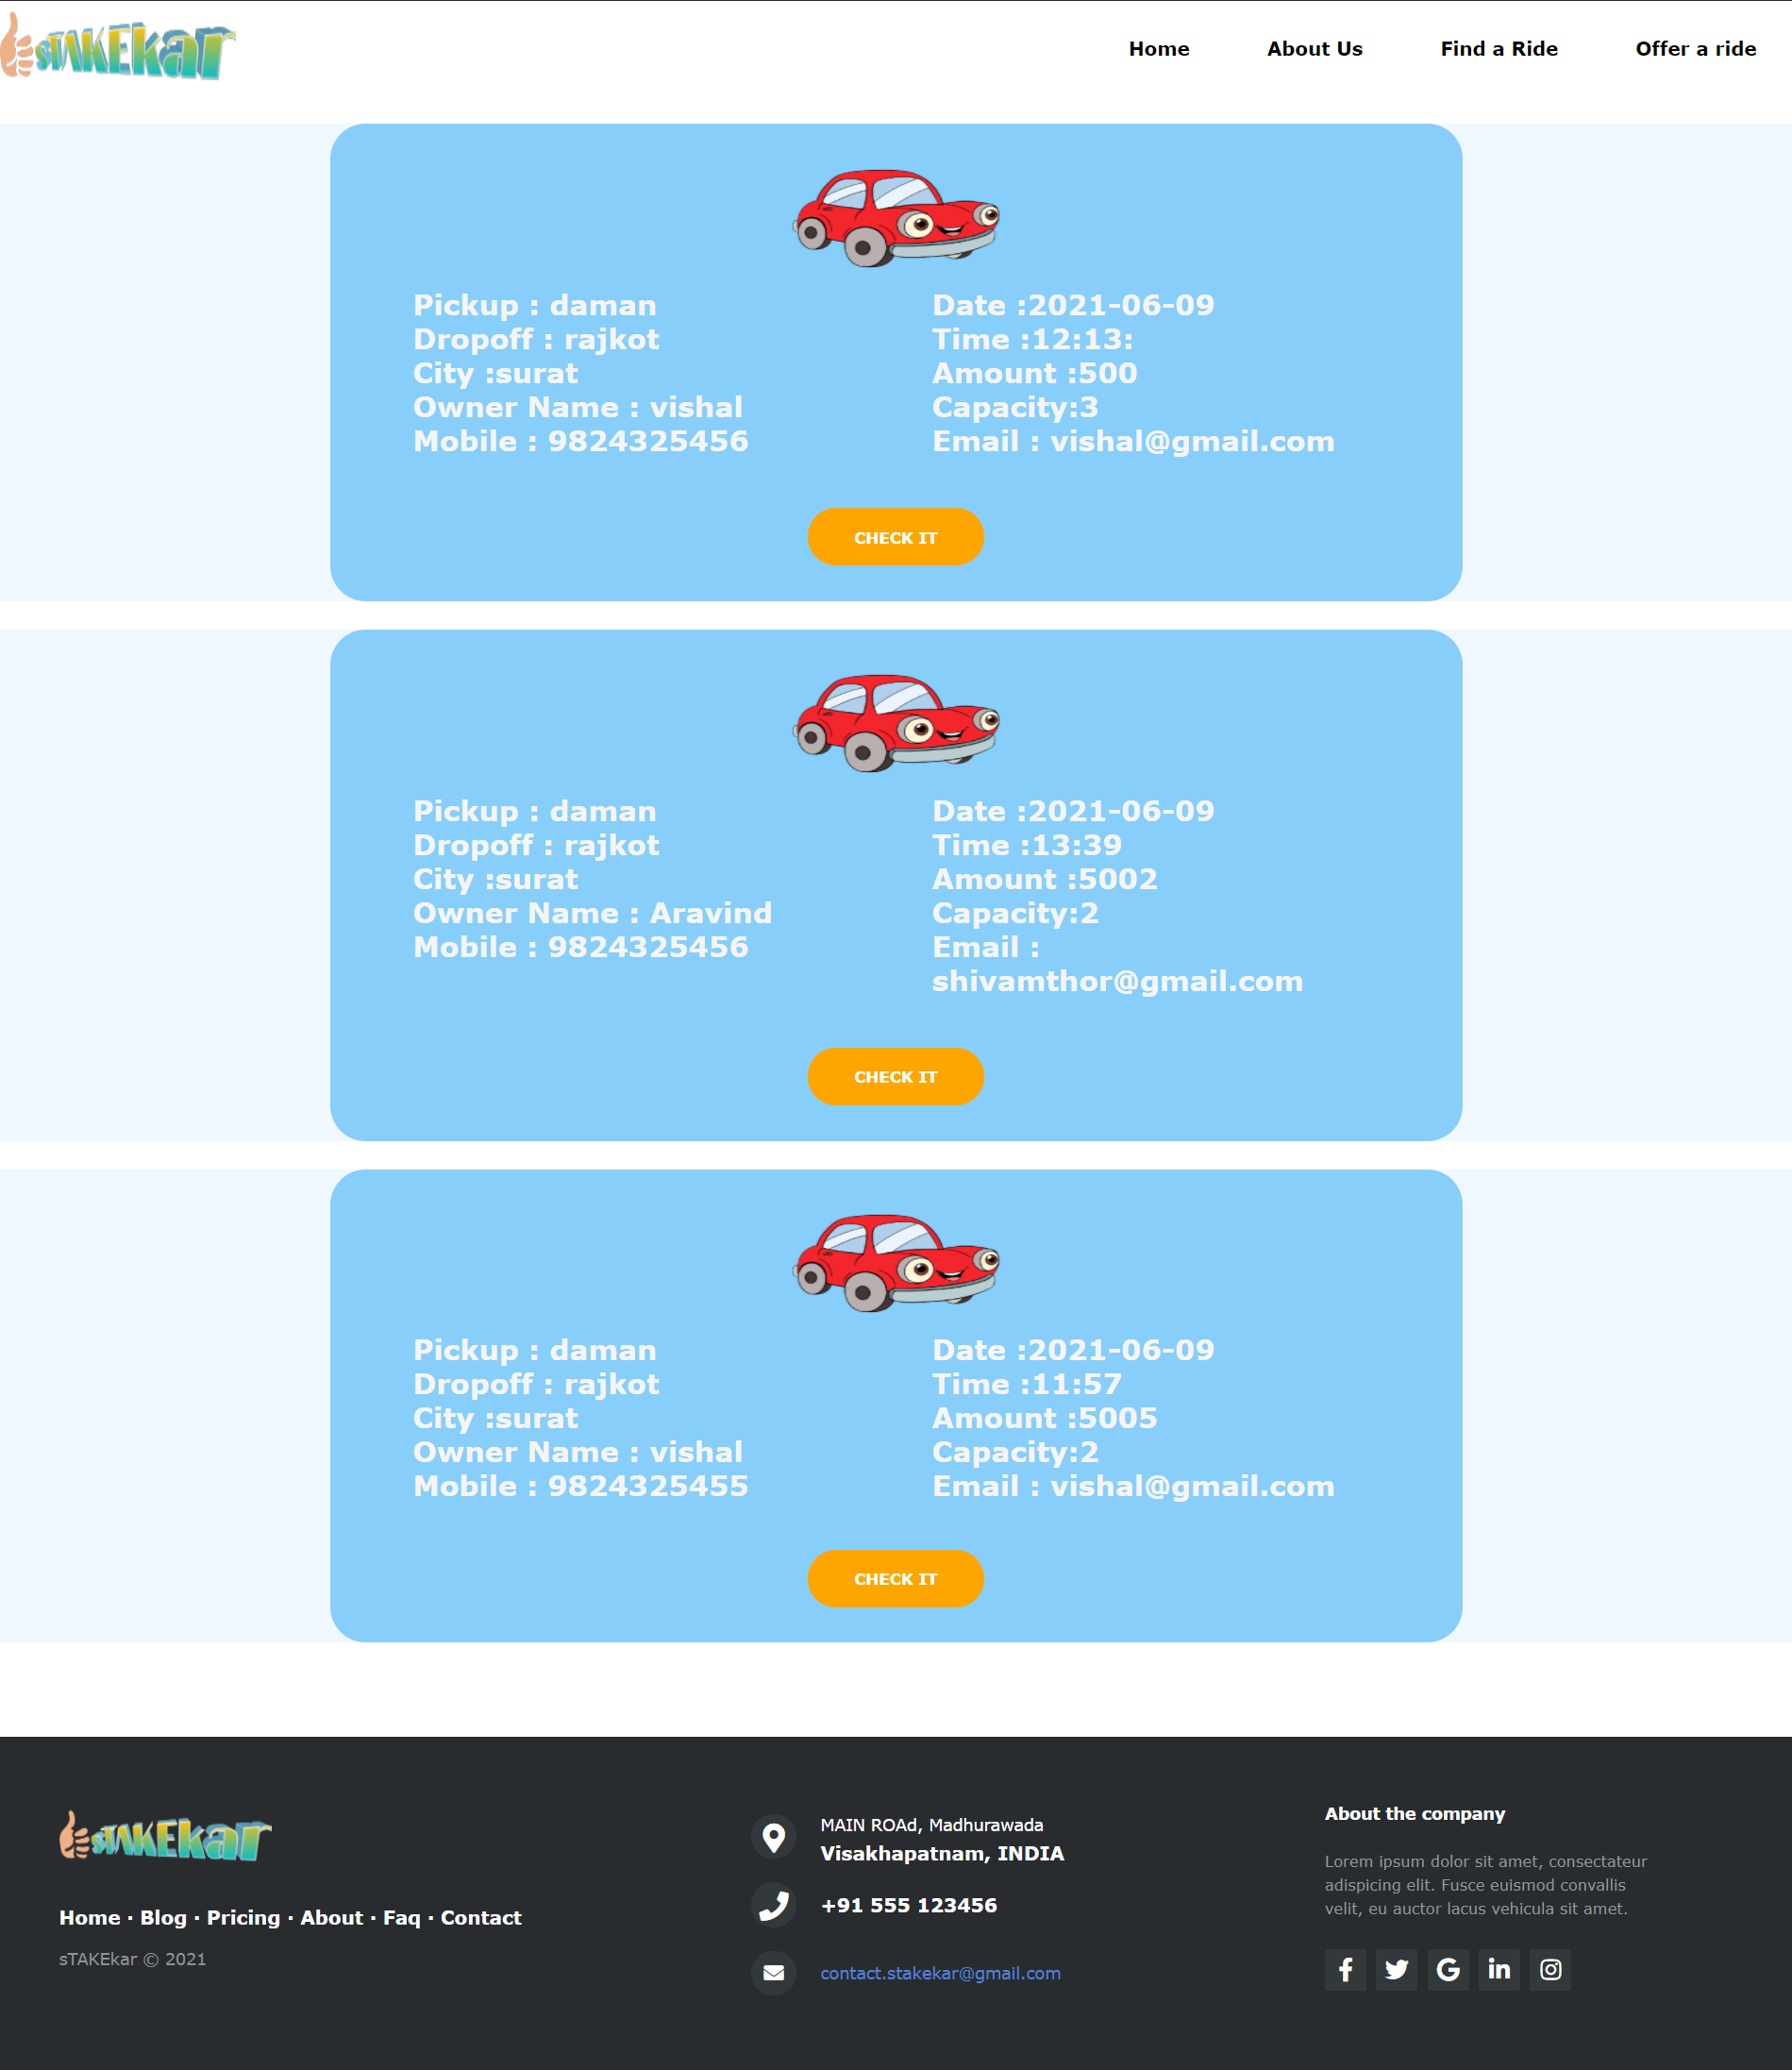 sTAKEkar
Home
About Us
Find a Ride
Offer a ride
Pickup : daman
Dropoff : rajkot
City :surat
Owner Name : vishal
Mobile : 9824325456
Date :2021-06-09
Time :12:13:
Amount :500
Capacity:3
Email : vishal@gmail.com
CHECK IT
Pickup : daman
Dropoff : rajkot
City :surat
Owner Name : Aravind
Mobile : 9824325456
Date :2021-06-09
Time :13:39
Amount :5002
Capacity:2
Email :
shivamthor@gmail.com
CHECK IT
Pickup : daman
Dropoff : rajkot
City :surat
Owner Name : vishal
Mobile : 9824325455
Date :2021-06-09
Time :11:57
Amount :5005
Capacity:2
Email : vishal@gmail.com
CHECK IT
sTAKEkar
Home · Blog · Pricing · About · Faq · Contact
sTAKEkar © 2021
MAIN ROAd, Madhurawada
Visakhapatnam, INDIA
+91 555 123456
contact.stakekar@gmail.com
About the company
Lorem ipsum dolor sit amet, consectateur
adispicing elit. Fusce euismod convallis
velit, eu auctor lacus vehicula sit amet.